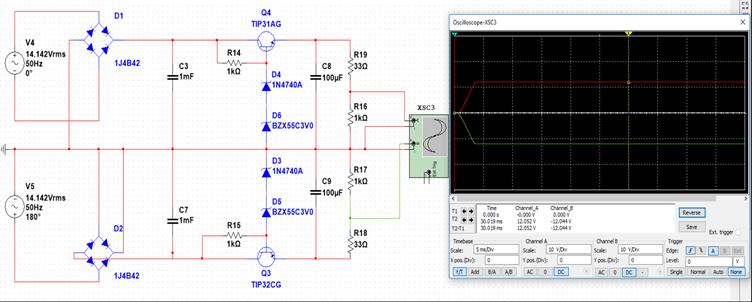 D1
Q4
TIP31AG
V4
14.142Vrms
50Hz
0°
1J4B42
C3
1mF
R14
1kΩ
D4
1N4740A
D6
BZX55C3V0
C8
100µF
R19
33Ω
R16
1kΩ
XSC3
Ext Trig
V5
14.142Vrms
50Hz
180°
D2
1J4B42
C7
1mF
R15
1kΩ
D3
1N4740A
D5
BZX55C3V0
C9
100µF
R17
1kΩ
R18
33Ω
Q3
TIP32CG
Oscilloscope-XSC3
Time Channel_A Channel_B
T1 0.000 s -0.000 V 0.000 V
T2 30.019 ms 12.052 V -12.044 V
T2-T1 30.019 ms 12.052 V -12.044 V
Reverse
Save
Ext. trigger
Timebase
Scale: 5 ms/Div
X pos.(Div): 0
Y/T Add B/A A/B
Channel A
Scale: 10 V/Div
Y pos.(Div): 0
AC 0 DC
Channel B
Scale: 10 V/Div
Y pos.(Div): 0
AC 0 DC -
Trigger
Edge: A B Ext
Level: 0 V
Single Normal Auto None